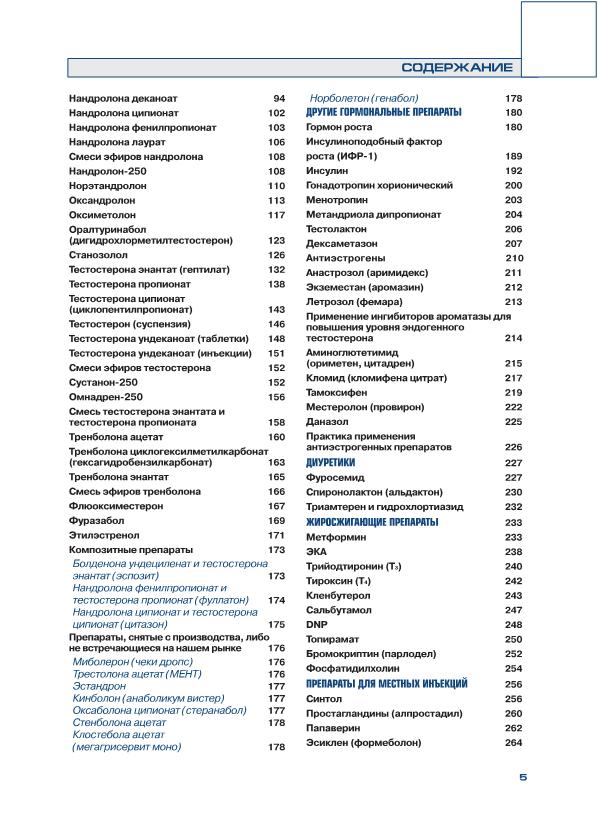 СОДЕРЖАНИЕ
Нандролона деканоат 94
Нандролона ципионат 102
Нандролона фенилпропионат 103
Нандролона лаурат 106
Смеси эфиров нандролона 108
Нандролон-250 108
Норэтандролон 110
Оксандролон 113
Оксиметолон 117
Оралтуринабол
(дигидрохлорметилтестостерон) 123
Станозолол 126
Тестостерона энантат (гептилат) 132
Тестостерона пропионат 138
Тестостерона ципионат
(циклопентилпропионат) 143
Тестостерон (суспензия) 146
Тестостерона ундеканоат (таблетки) 148
Тестостерона ундеканоат (инъекции) 151
Смеси эфиров тестостерона 152
Сустанон-250 152
Омнадрен-250 156
Смесь тестостерона энантата и
тестостерона пропионата 158
Тренболона ацетат 160
Тренболона циклогексилметилкарбонат
(гексагидробензилкарбонат) 163
Тренболона энантат 165
Смесь эфиров тренболона 166
Флюоксиместерон 167
Фуразабол 169
Этилэстренол 171
Композитные препараты 173
Болденона ундециленат и тестостерона
энантат (эспозит) 173
Нандролона фенилпропионат и
тестостерона пропионат (фуллатон) 174
Нандролона ципионат и тестостерона
ципионат (цитазон) 175
Препараты, снятые с производства, либо
не встречающиеся на нашем рынке 176
Миболерон (чеки дропс) 176
Трестолона ацетат (МЕНТ) 176
Эстандрон 177
Кинболон (анаболикум вистер) 177
Оксаболона ципионат (стеранабол) 177
Стенболона ацетат 178
Клостебола ацетат
(мегагрисервит моно) 178
Норболетон (генабол) 178
ДРУГИЕ ГОРМОНАЛЬНЫЕ ПРЕПАРАТЫ 180
Гормон роста 180
Инсулиноподобный фактор
роста (ИФР-1) 189
Инсулин 192
Гонадотропин хорионический 200
Менотропин 203
Метандриола дипропионат 204
Тестолактон 206
Дексаметазон 207
Антиэстрогены 210
Анастрозол (аримидекс) 211
Экземестан (аромазин) 212
Летрозол (фемара) 213
Применение ингибиторов ароматазы для
повышения уровня эндогенного
тестостерона 214
Аминоглютетимид
(ориметен, цитадрен) 215
Кломид (кломифена цитрат) 217
Тамоксифен 219
Местеролон (провирон) 222
Даназол 225
Практика применения
антиэстрогенных препаратов 226
ДИУРЕТИКИ 227
Фуросемид 227
Спиронолактон (альдактон) 230
Триамтерен и гидрохлортиазид 232
ЖИРОСЖИГАЮЩИЕ ПРЕПАРАТЫ 233
Метформин 233
ЭКА 238
Трийодтиронин (Т₃) 240
Тироксин (Т₄) 242
Кленбутерол 243
Сальбутамол 247
DNP 248
Топирамат 250
Бромокриптин (парлодел) 252
Фосфатидилхолин 254
ПРЕПАРАТЫ ДЛЯ МЕСТНЫХ ИНЪЕКЦИЙ 256
Синтол 256
Простагландины (алпростадил) 260
Папаверин 262
Эсиклен (формеболон) 264
5